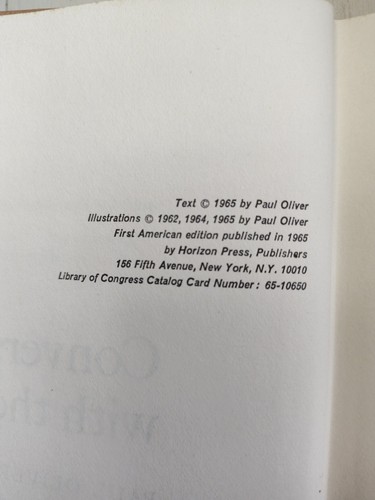 Text © 1965 by Paul Oliver
Illustrations © 1962, 1964, 1965 by Paul Oliver
First American edition published in 1965
by Horizon Press, Publishers
156 Fifth Avenue, New York, N.Y. 10010
Library of Congress Catalog Card Number: 65-10650